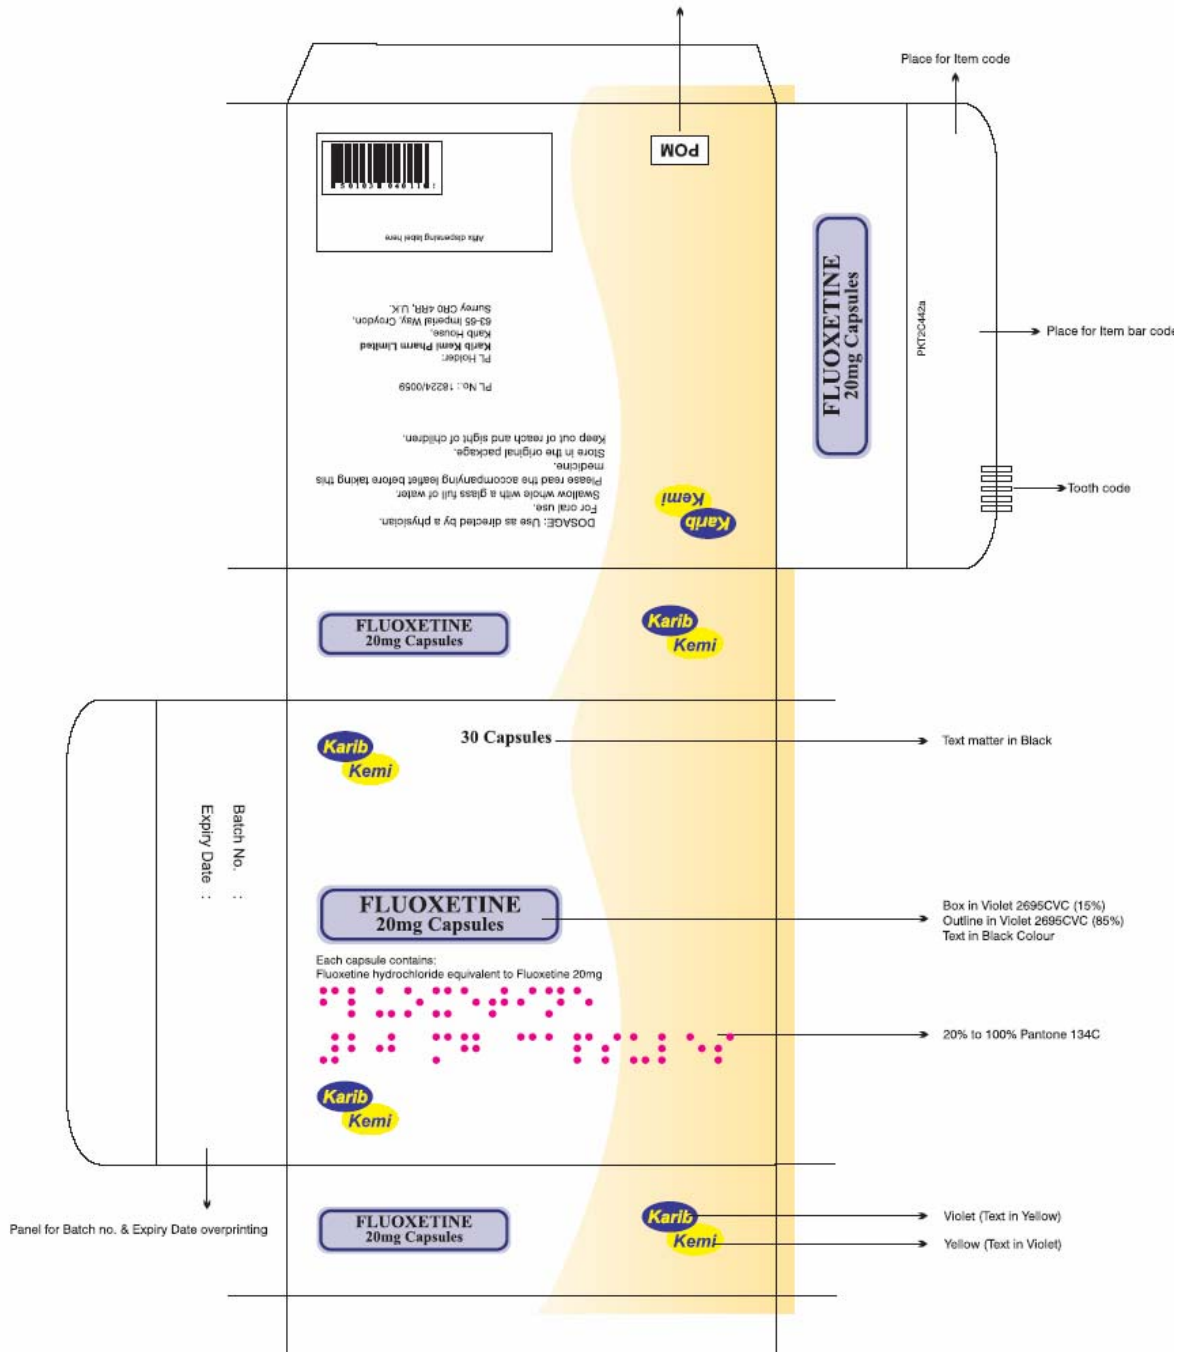 Place for Item code
POM
5 0103 04011
Affix dispensing label here
FLUOXETINE
20mg Capsules
PKT2C442a
Place for Item bar code
Surrey CR0 4RR, U.K.
63-65 Imperial Way, Croydon,
Karib House,
Karib Kemi Pharm Limited
PL Holder:
PL No.: 18224/0059
Keep out of reach and sight of children.
Store in the original package.
medicine.
Please read the accompanying leaflet before taking this
Swallow whole with a glass full of water.
For oral use.
DOSAGE: Use as directed by a physician.
Kemi
Karib
Tooth code
FLUOXETINE
20mg Capsules
Karib
Kemi
30 Capsules
Text matter in Black
Karib
Kemi
Batch No. :
Expiry Date :
FLUOXETINE
20mg Capsules
Box in Violet 2695CVC (15%)
Outline in Violet 2695CVC (85%)
Text in Black Colour
Each capsule contains:
Fluoxetine hydrochloride equivalent to Fluoxetine 20mg
20% to 100% Pantone 134C
Karib
Kemi
Panel for Batch no. & Expiry Date overprinting
FLUOXETINE
20mg Capsules
Karib
Kemi
Violet (Text in Yellow)
Yellow (Text in Violet)